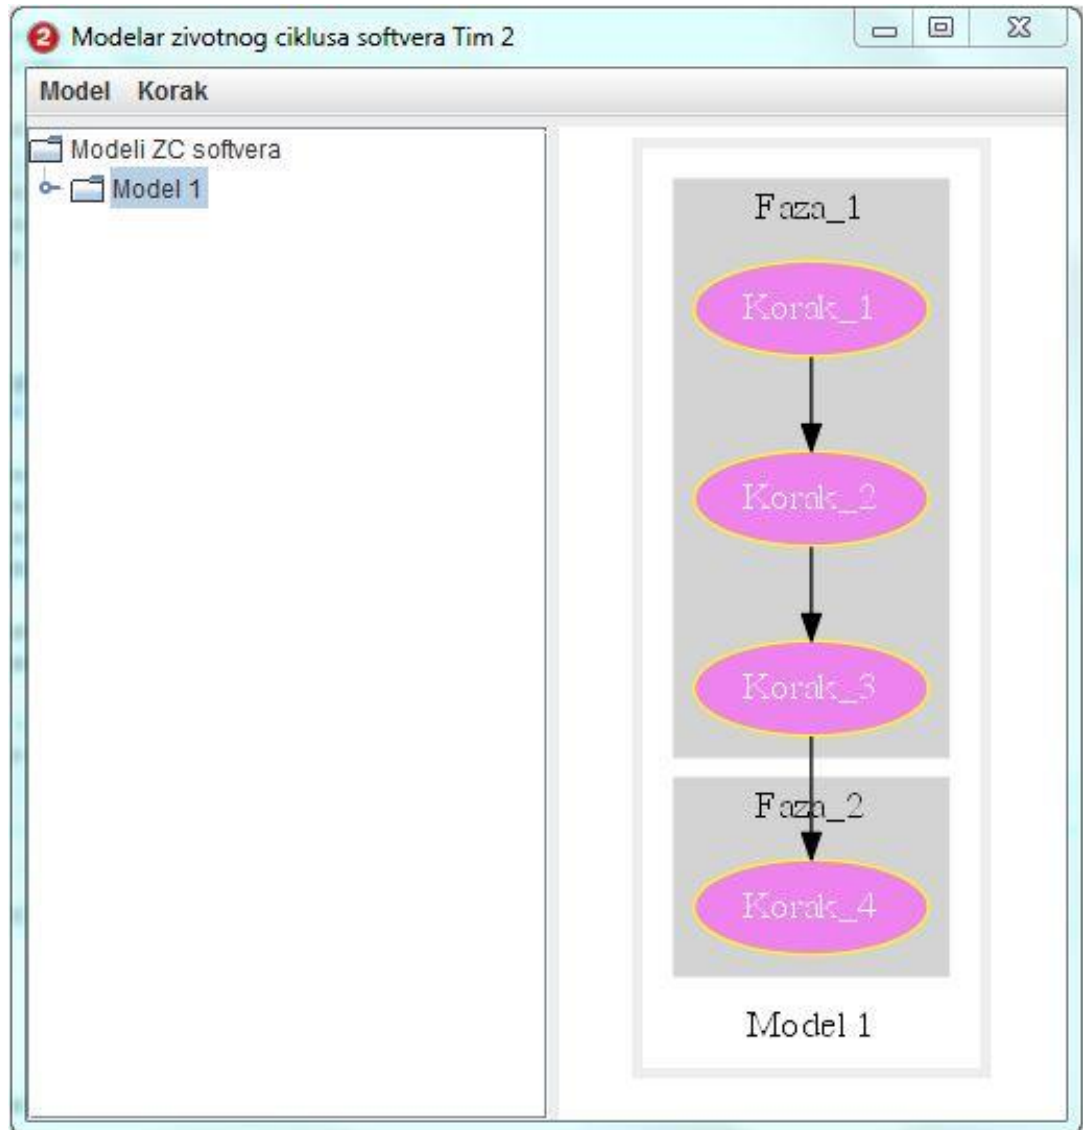 2 Modelar zivotnog ciklusa softvera Tim 2
Model Korak
Modeli ZC softvera
Model 1
Faza_1
Korak_1
Korak_2
Korak_3
Faza_2
Korak_4
Model 1